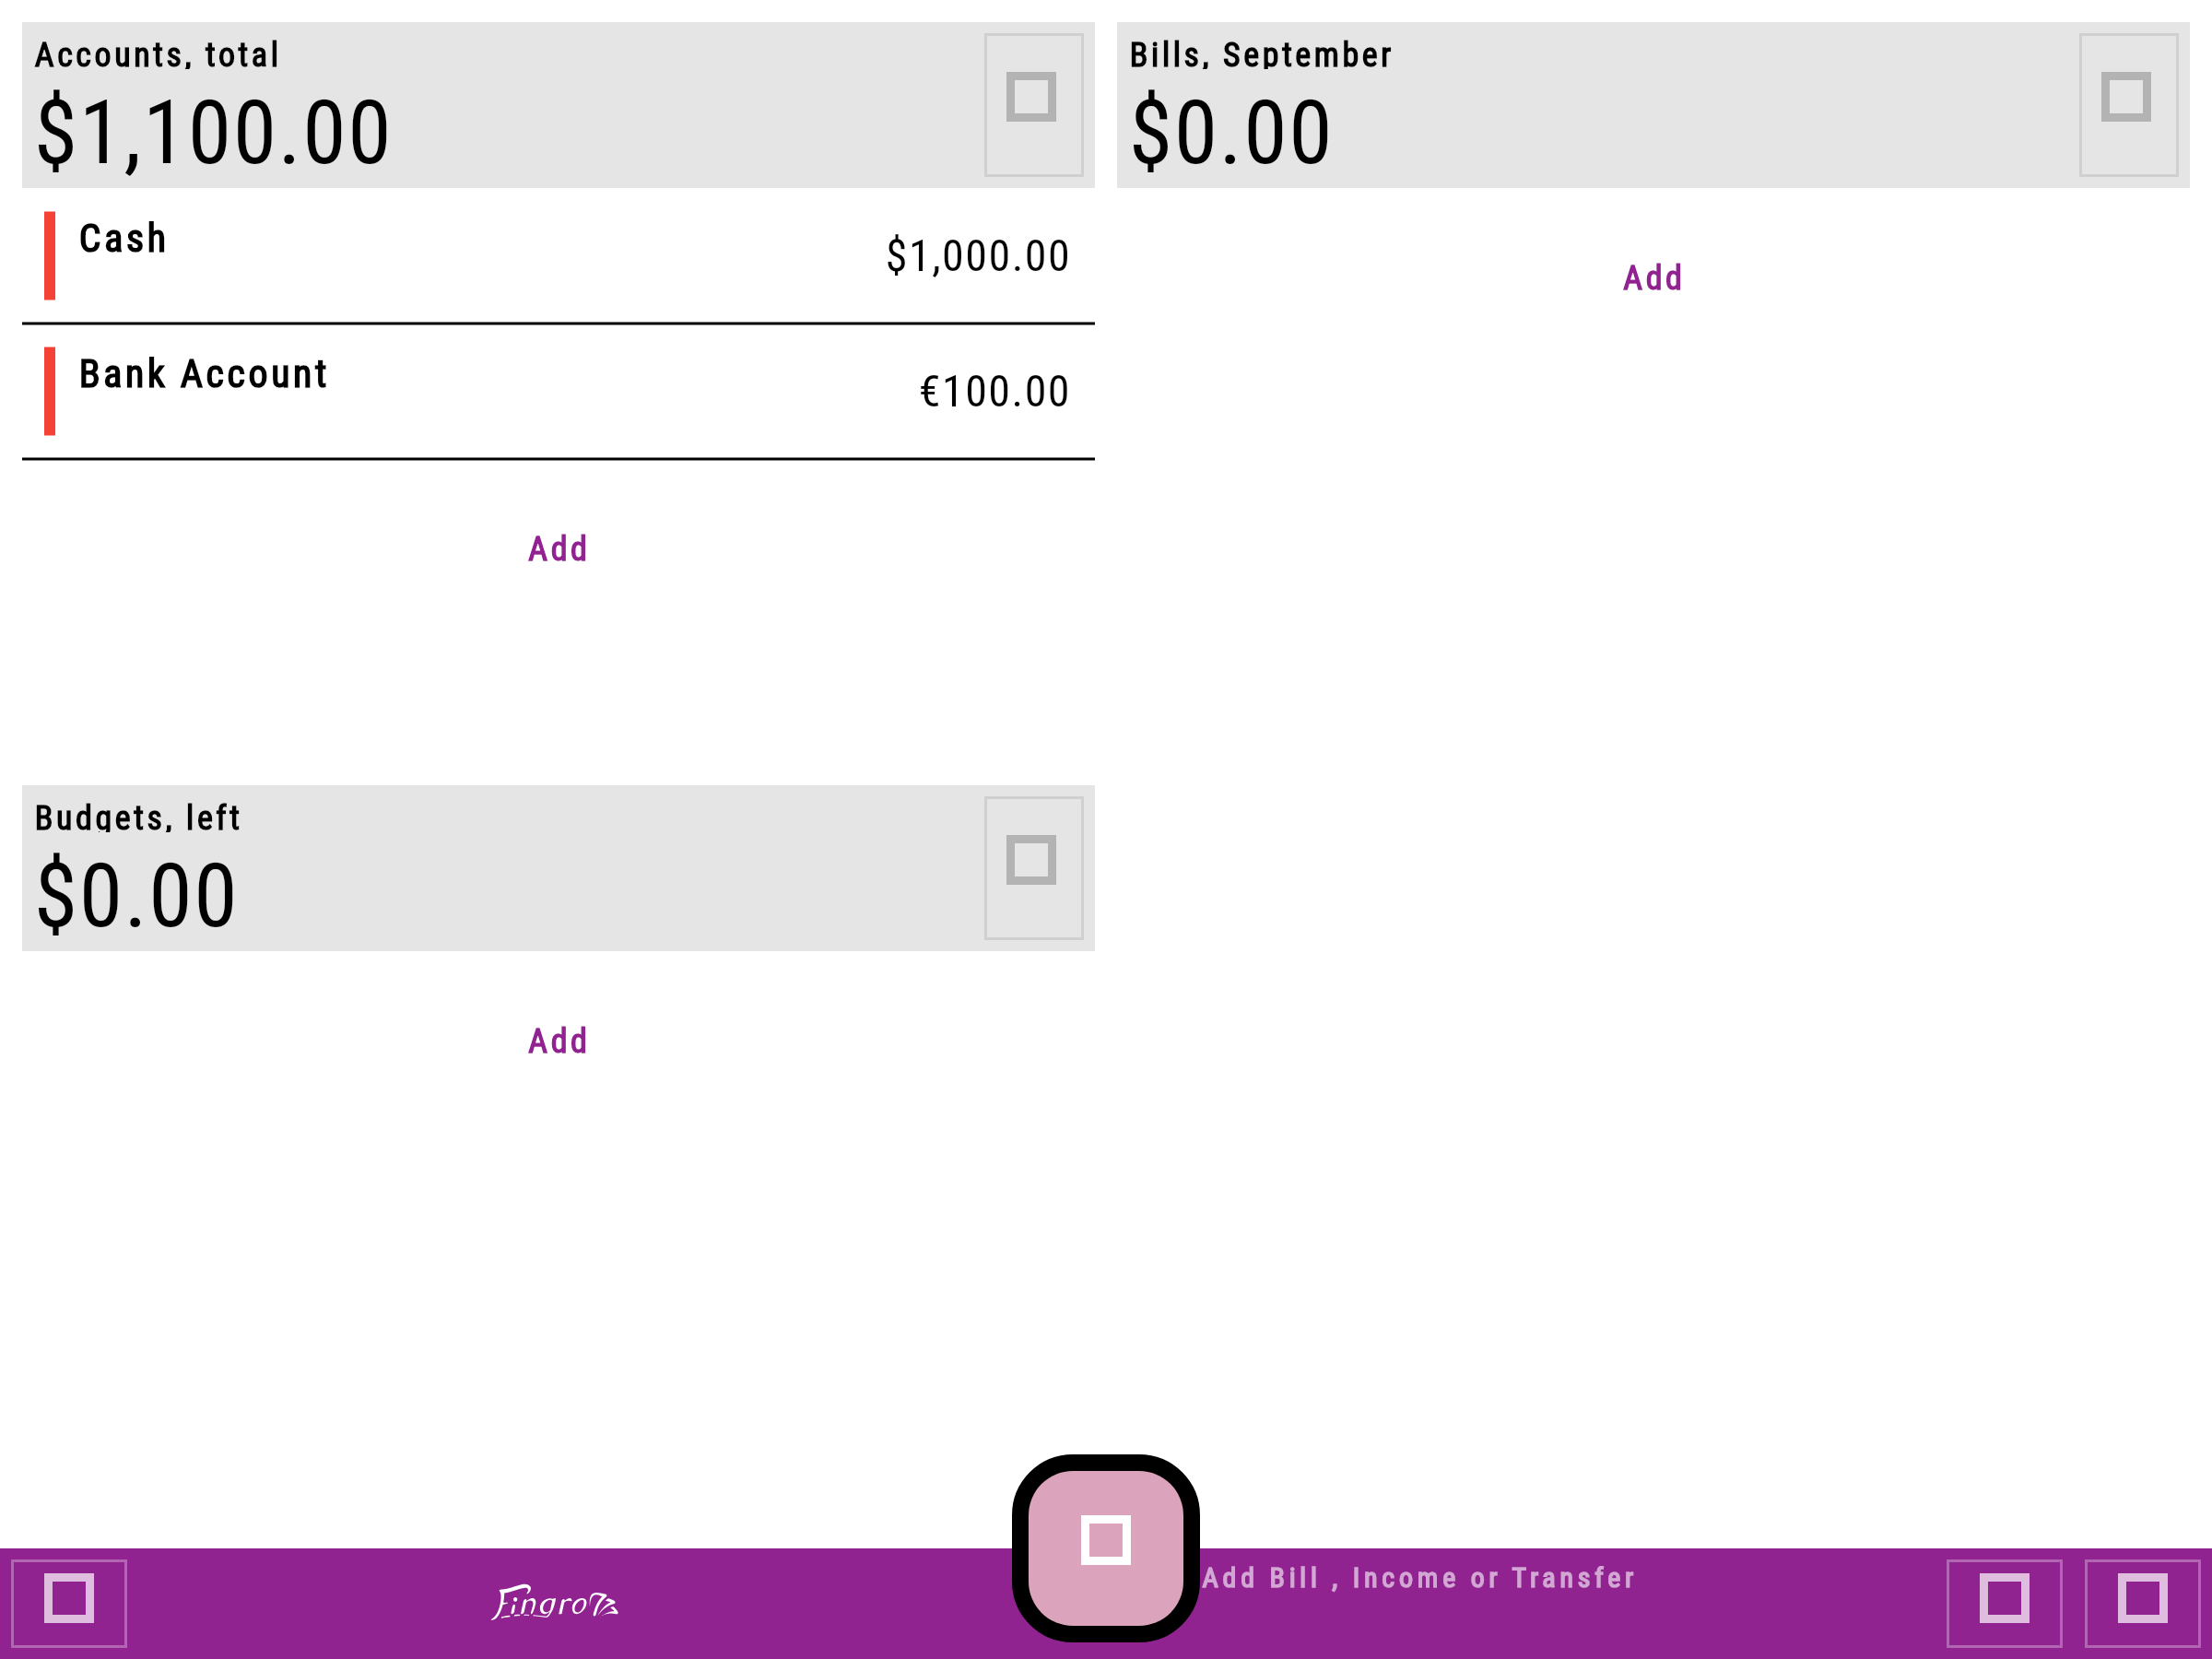 Accounts, total
$1,100.00
Cash
$1,000.00
Bank Account
€100.00
Add
Bills, September
$0.00
Add
Budgets, left
$0.00
Add
Add Bill , Income or Transfer